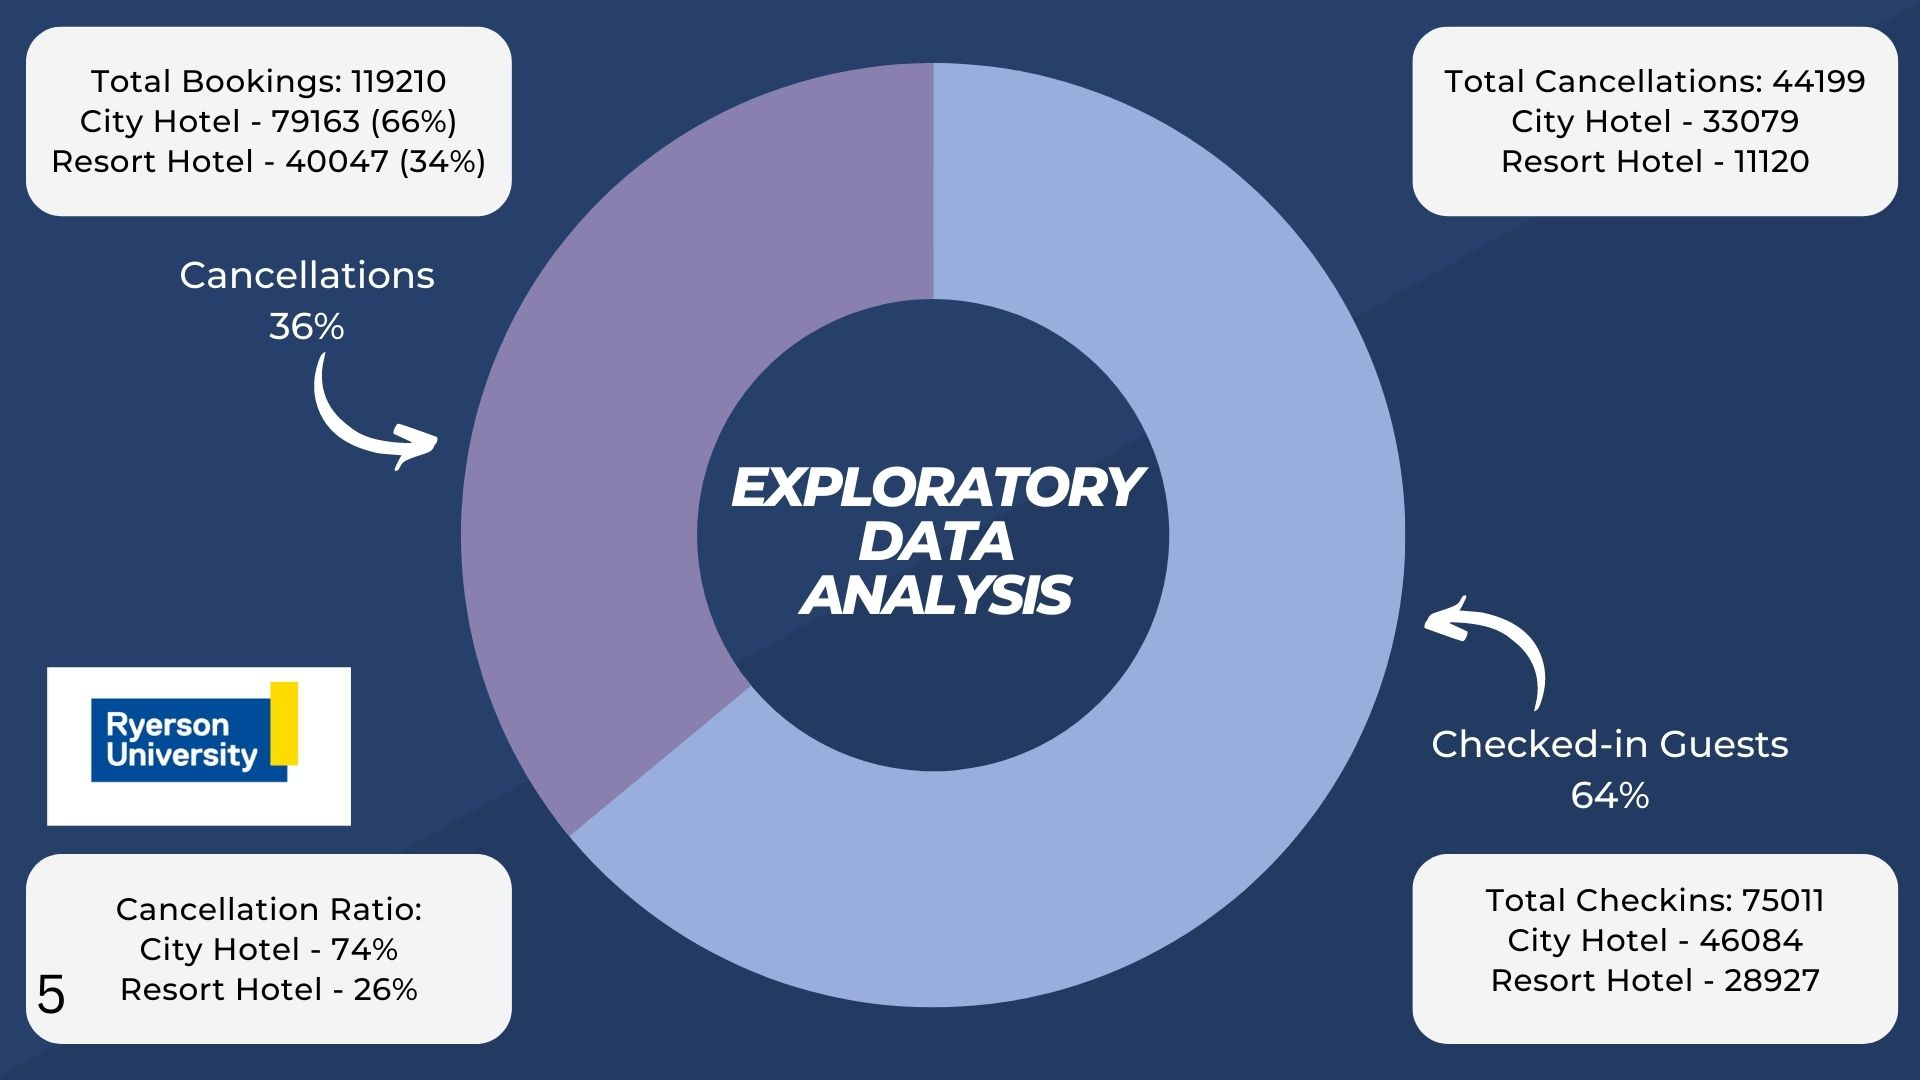 Total Bookings: 119210
City Hotel - 79163 (66%)
Resort Hotel - 40047 (34%)
Total Cancellations: 44199
City Hotel - 33079
Resort Hotel - 11120
Cancellations
36%
EXPLORATORY
DATA
ANALYSIS
Ryerson
University
Checked-in Guests
64%
Cancellation Ratio:
City Hotel - 74%
Resort Hotel - 26%
5
Total Checkins: 75011
City Hotel - 46084
Resort Hotel - 28927